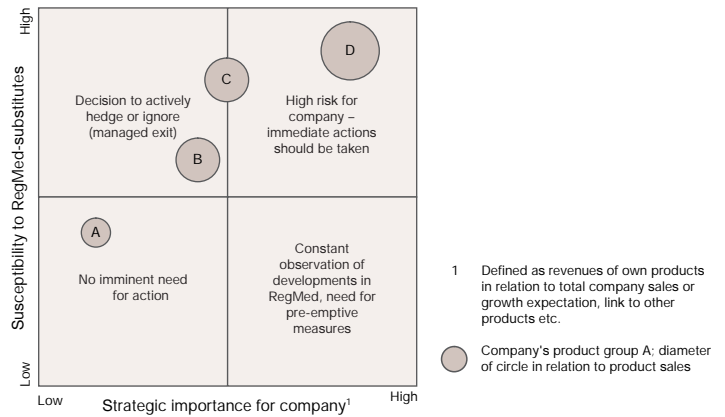 High
Susceptibility to RegMed-substitutes
Low
D
C
Decision to actively
hedge or ignore
(managed exit)
High risk for
company –
immediate actions
should be taken
B
A
No imminent need
for action
Constant
observation of
developments in
RegMed, need for
pre-emptive
measures
Low
Strategic importance for company1
High
1 Defined as revenues of own products
in relation to total company sales or
growth expectation, link to other
products etc.
Company's product group A; diameter
of circle in relation to product sales